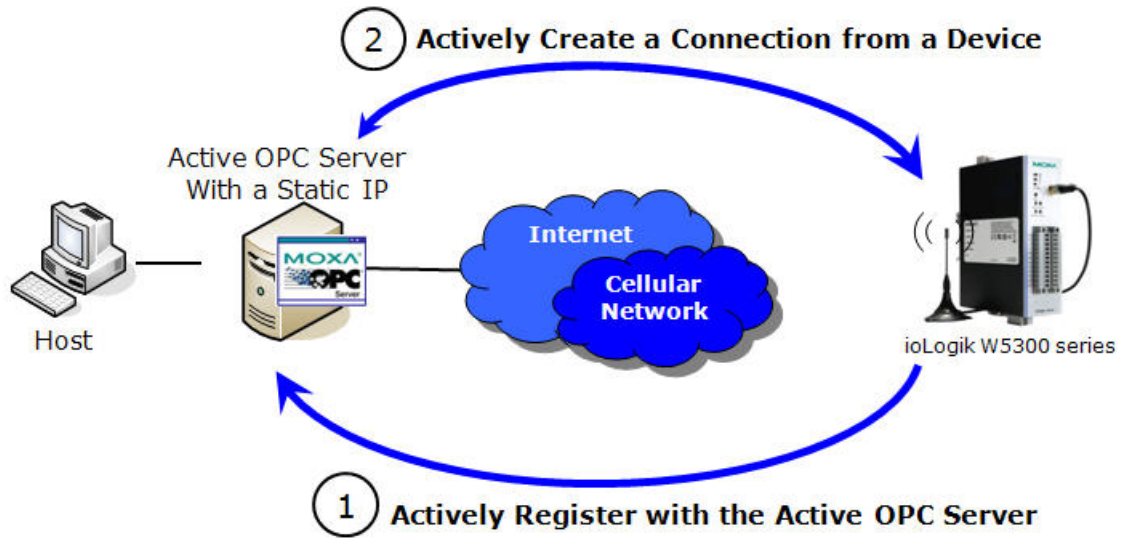 2 Actively Create a Connection from a Device
Active OPC Server
With a Static IP
MOXA
OPC
Server
Internet
Cellular
Network
MOXA
Host
ioLogik W5300 series
1 Actively Register with the Active OPC Server